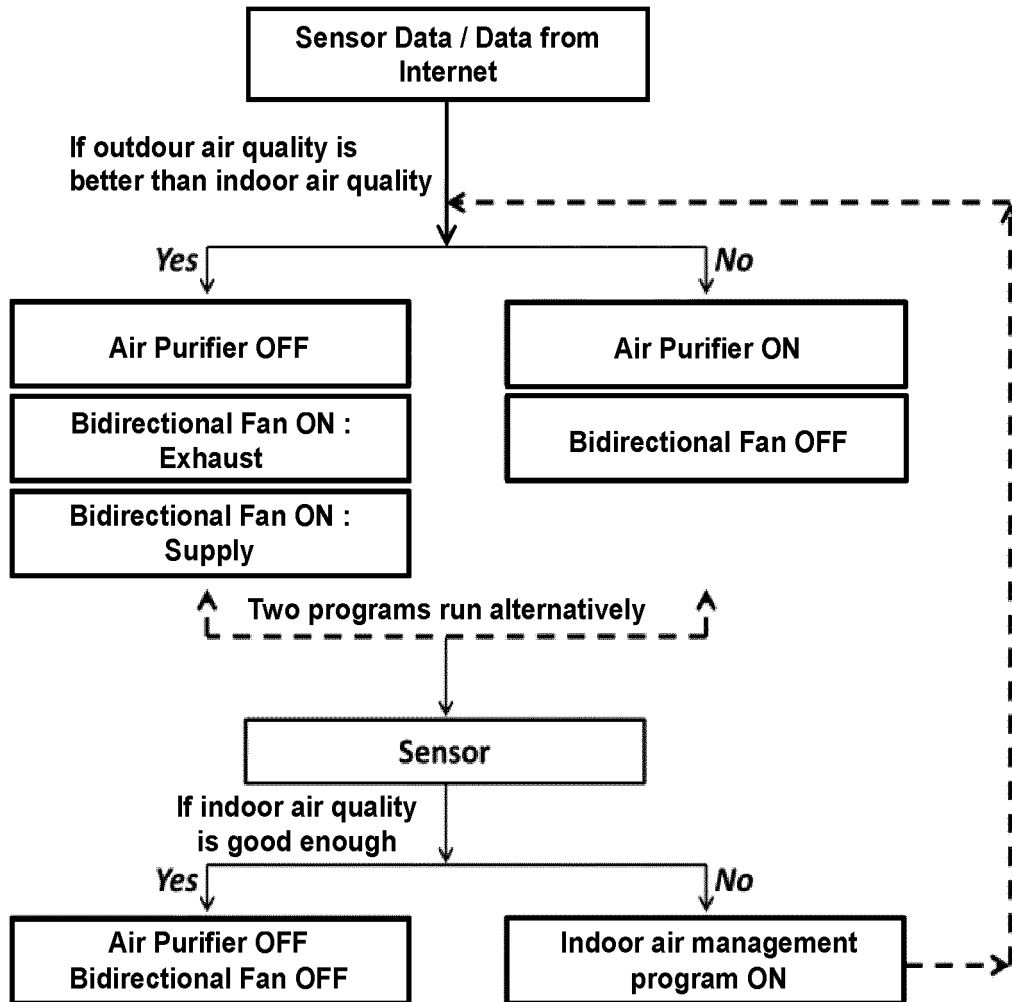 Sensor Data / Data from
Internet
If outdour air quality is
better than indoor air quality
Yes
No
Air Purifier OFF
Air Purifier ON
Bidirectional Fan ON :
Exhaust
Bidirectional Fan OFF
Bidirectional Fan ON :
Supply
Two programs run alternatively
Sensor
If indoor air quality
is good enough
Yes
No
Air Purifier OFF
Bidirectional Fan OFF
Indoor air management
program ON